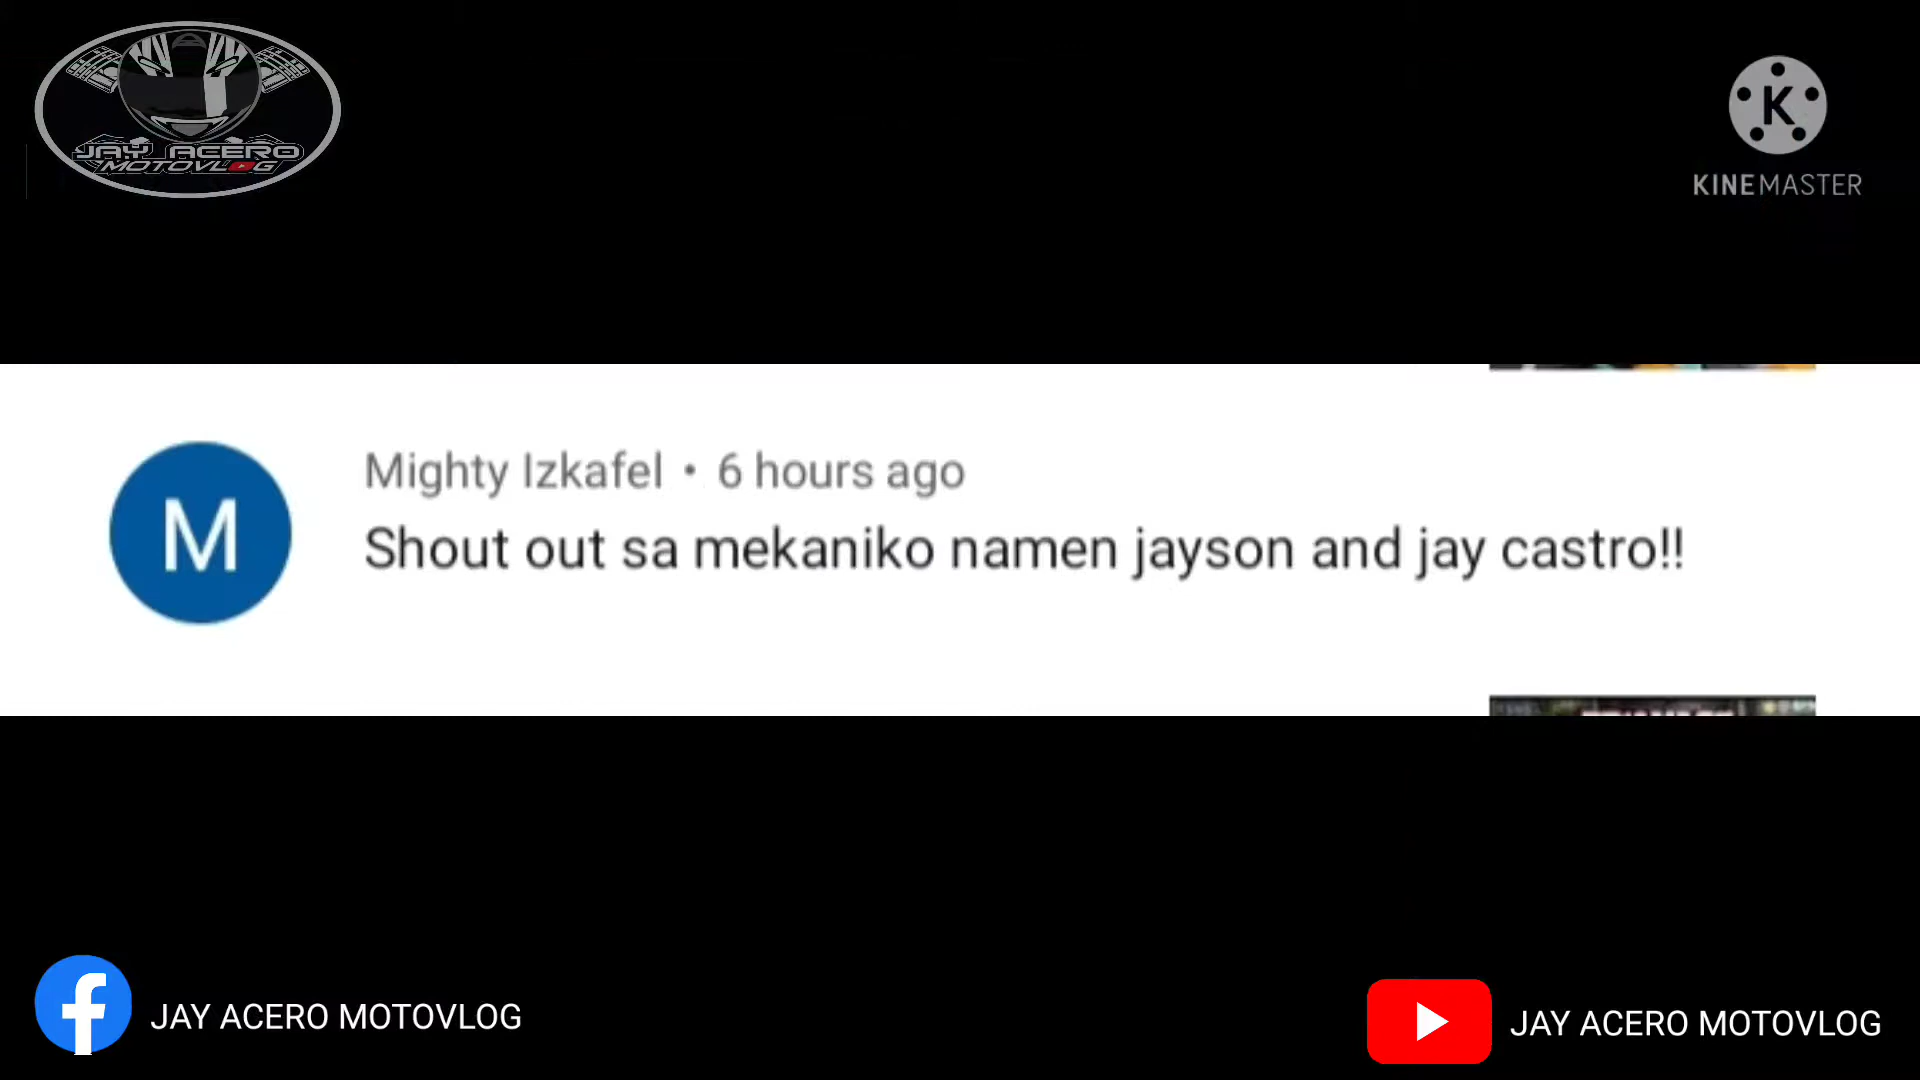 JAY ACERO
MOTOVLOG
K
KINEMASTER
Mighty Izkafel • 6 hours ago
M
Shout out sa mekaniko namen jayson and jay castro!!
JAY ACERO MOTOVLOG
JAY ACERO MOTOVLOG